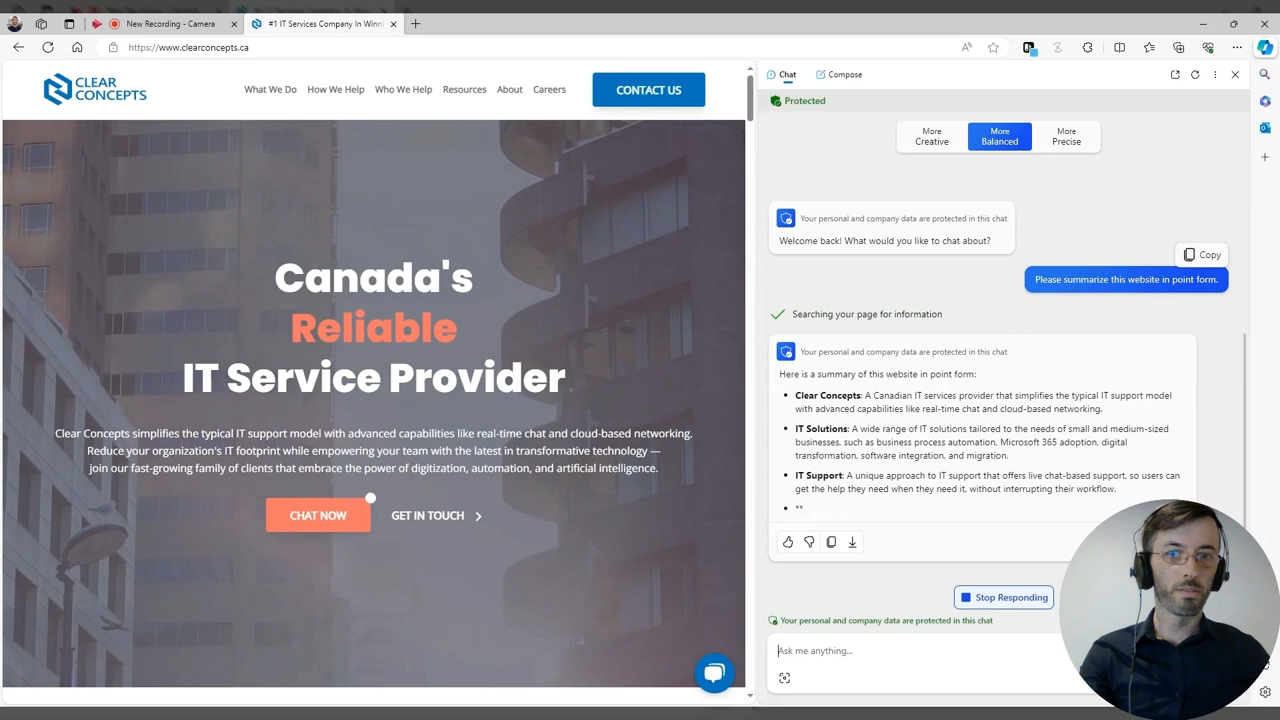 New Recording - Camera
#1 IT Services Company In Winni
https://www.clearconcepts.ca
CLEAR
CONCEPTS
What We Do
How We Help
Who We Help
Resources
About
Careers
CONTACT US
Canada's
Reliable
IT Service Provider
Clear Concepts simplifies the typical IT support model with advanced capabilities like real-time chat and cloud-based networking.
Reduce your organization's IT footprint while empowering your team with the latest in transformative technology —
join our fast-growing family of clients that embrace the power of digitization, automation, and artificial intelligence.
CHAT NOW
GET IN TOUCH
Chat
Compose
Protected
More
Creative
More
Balanced
More
Precise
Your personal and company data are protected in this chat
Welcome back! What would you like to chat about?
Copy
Please summarize this website in point form.
Searching your page for information
Your personal and company data are protected in this chat
Here is a summary of this website in point form:
• Clear Concepts: A Canadian IT services provider that simplifies the typical IT support model
with advanced capabilities like real-time chat and cloud-based networking.
• IT Solutions: A wide range of IT solutions tailored to the needs of small and medium-sized
businesses, such as business process automation, Microsoft 365 adoption, digital
transformation, software integration, and migration.
• IT Support: A unique approach to IT support that offers live chat-based support, so users can
get the help they need when they need it, without interrupting their workflow.
• **
Stop Responding
Your personal and company data are protected in this chat
Ask me anything...